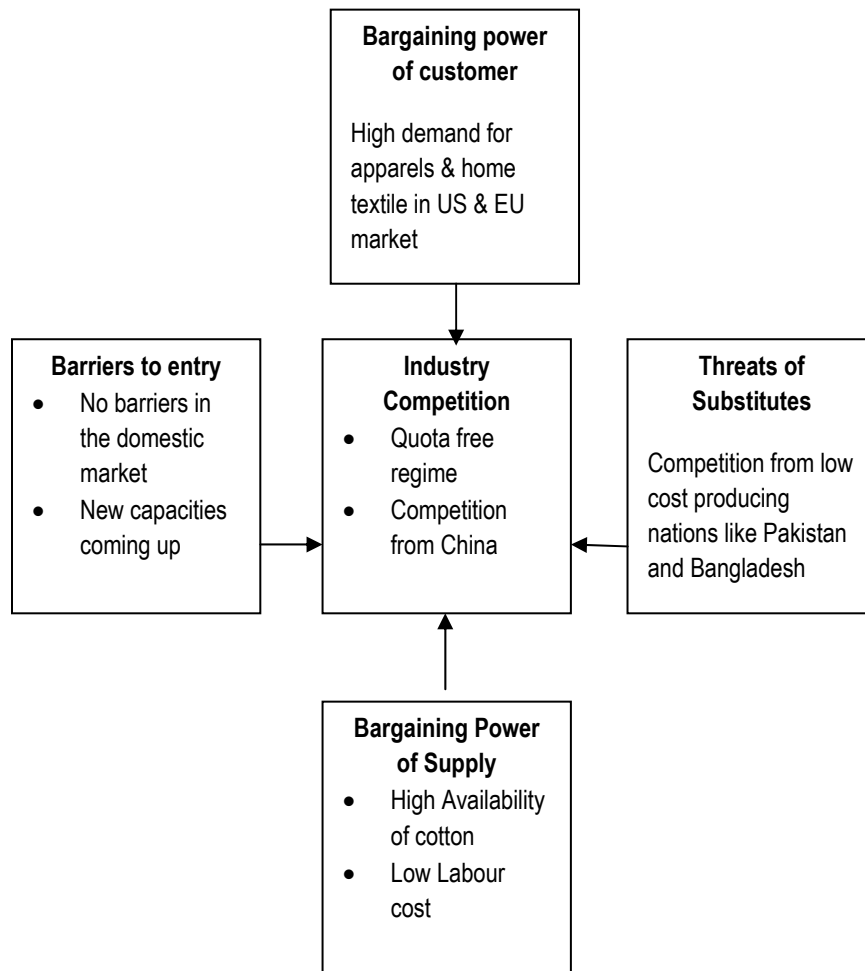 Bargaining power
of customer
High demand for
apparels & home
textile in US & EU
market
Barriers to entry
• No barriers in
the domestic
market
• New capacities
coming up
Industry
Competition
• Quota free
regime
• Competition
from China
Threats of
Substitutes
Competition from low
cost producing
nations like Pakistan
and Bangladesh
Bargaining Power
of Supply
• High Availability
of cotton
• Low Labour
cost